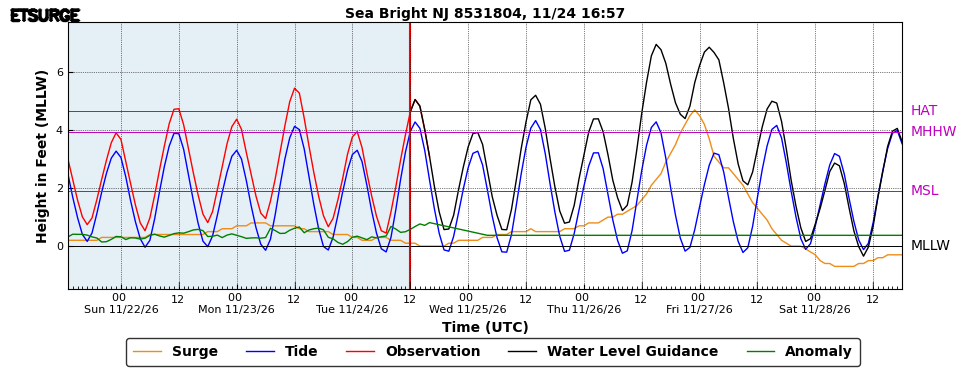 ETSURGE
Sea Bright NJ 8531804, 11/24 16:57
Height in Feet (MLLW)
6
4
2
0
HAT
MHHW
MSL
MLLW
00 12 00 12 00 12 00 12 00 12 00 12 00 12
Sun 11/22/26 Mon 11/23/26 Tue 11/24/26 Wed 11/25/26 Thu 11/26/26 Fri 11/27/26 Sat 11/28/26
Time (UTC)
Surge Tide Observation Water Level Guidance Anomaly